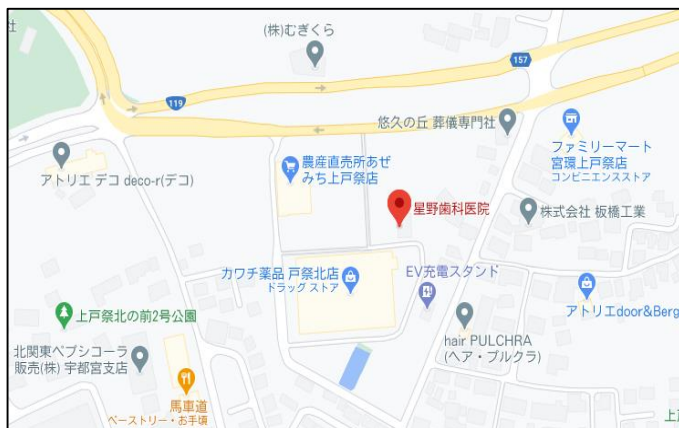 社
(株)むぎくら
157
119
悠久の丘 葬儀専門社
ファミリーマート
宮環上戸祭店
コンビニエンスストア
農産直売所あぜ
みち上戸祭店
アトリエ デコ deco-r(デコ)
星野歯科医院
株式会社 板橋工業
カワチ薬品 戸祭北店
ドラッグ ストア
EV充電スタンド
アトリエdoor&Berg
上戸祭北の前2号公園
hair PULCHRA
(ヘア・プルクラ)
北関東ペプシコーラ
販売(株) 宇都宮支店
馬車道
ペーストリー・お手頃
上戸